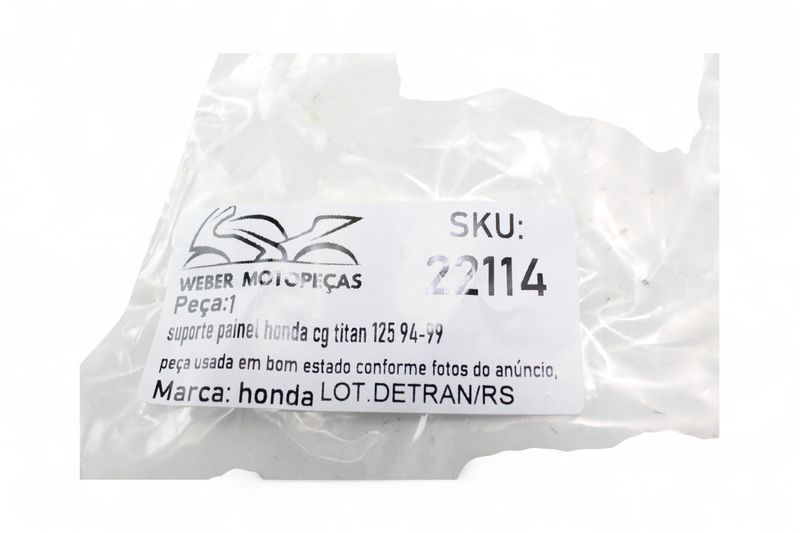 SKU:
22114
WEBER MOTOPEÇAS
Peça:1
suporte painel honda cg titan 125 94-99
peça usada em bom estado conforme fotos do anúncio,
Marca: honda LOT.DETRAN/RS